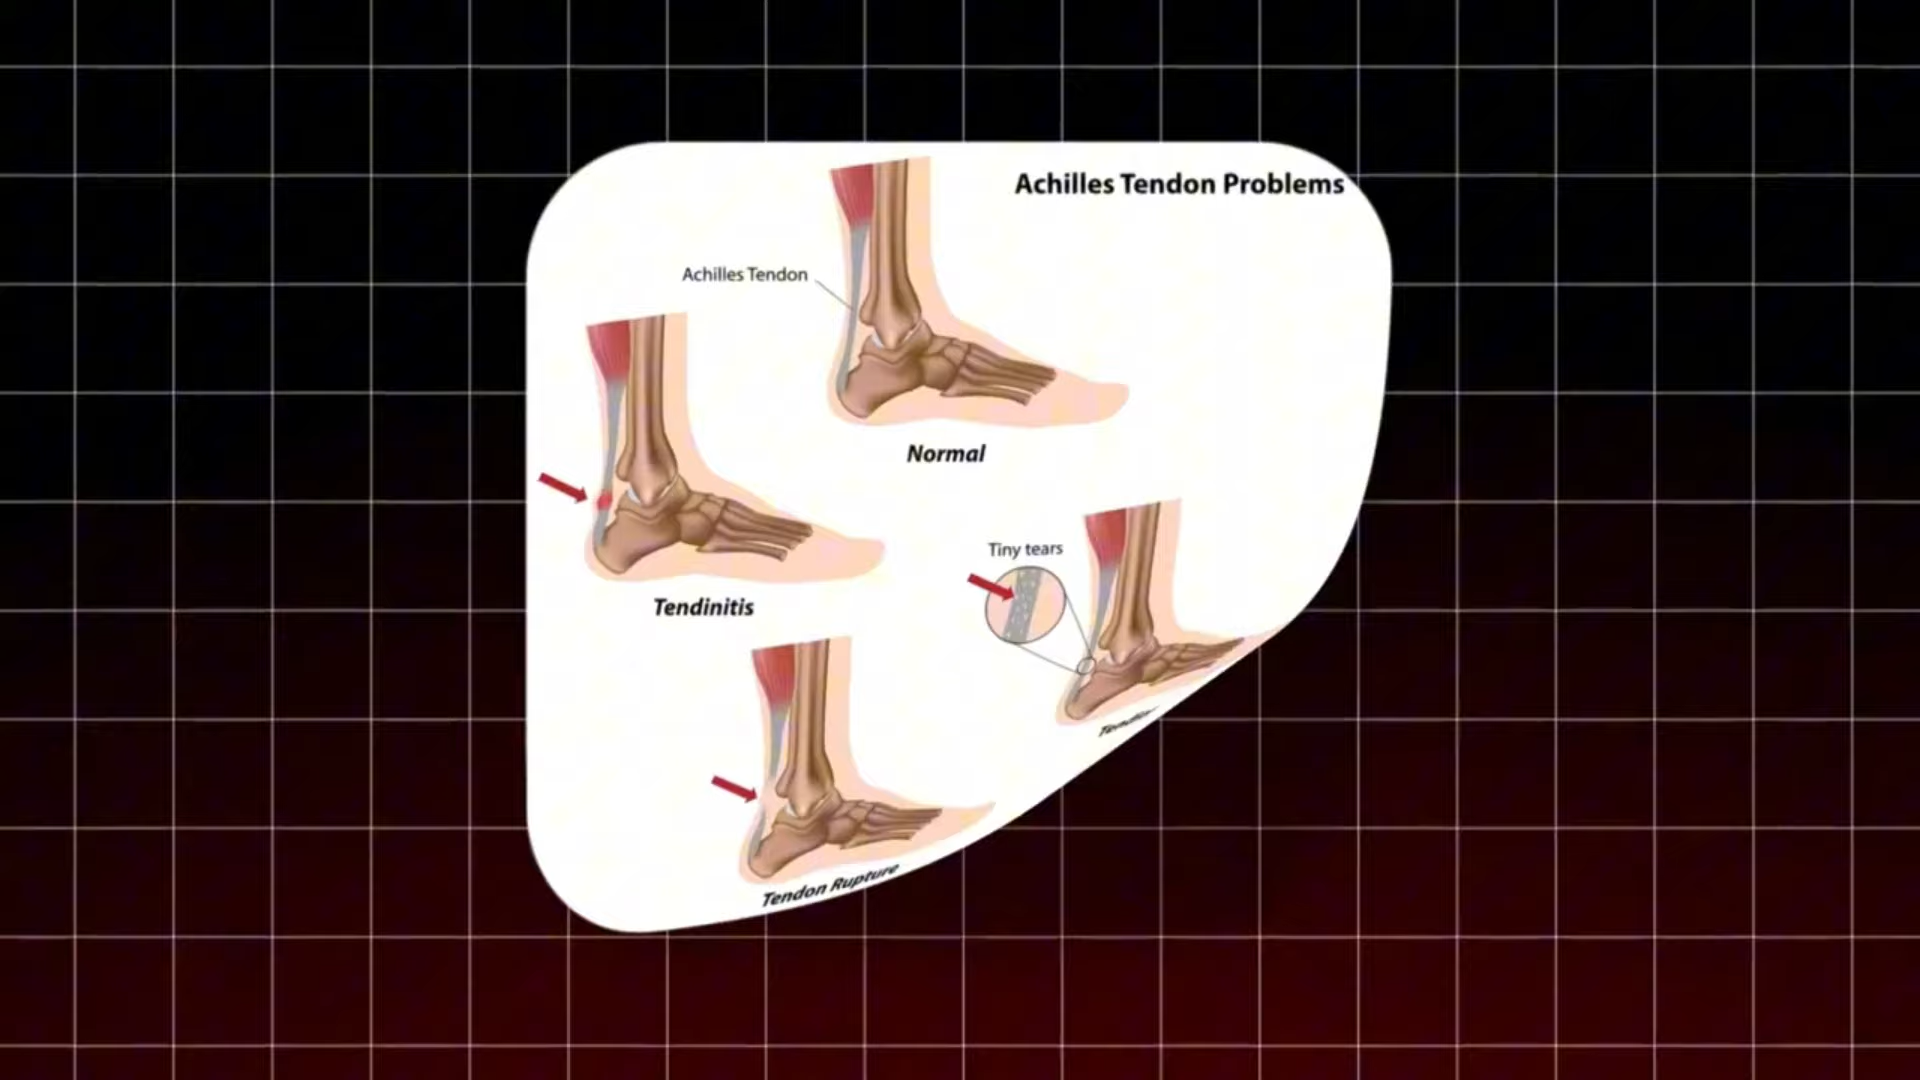 Achilles Tendon Problems
Achilles Tendon
Normal
Tendinitis
Tiny tears
Tendon Rupture